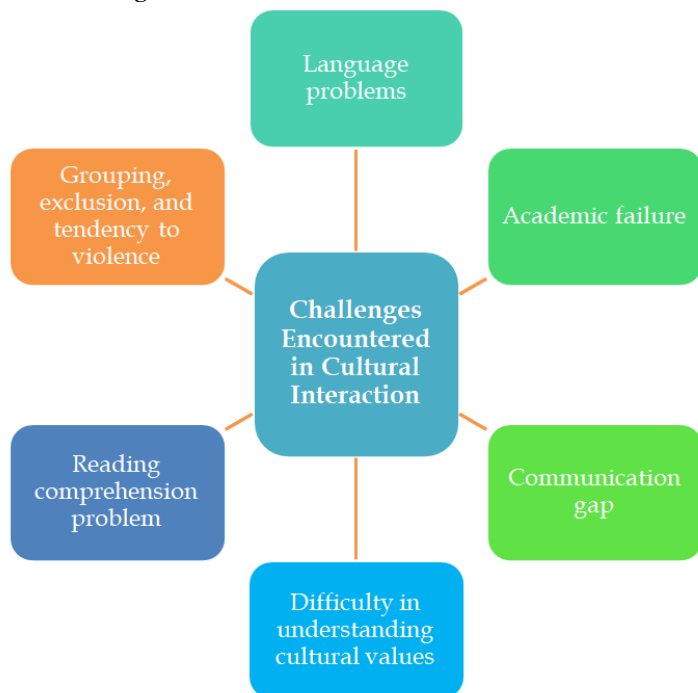 Language
problems
Academic failure
Communication
gap
Difficulty in
understanding
cultural values
Reading
comprehension
problem
Grouping,
exclusion, and
tendency to
violence
Challenges
Encountered
in Cultural
Interaction